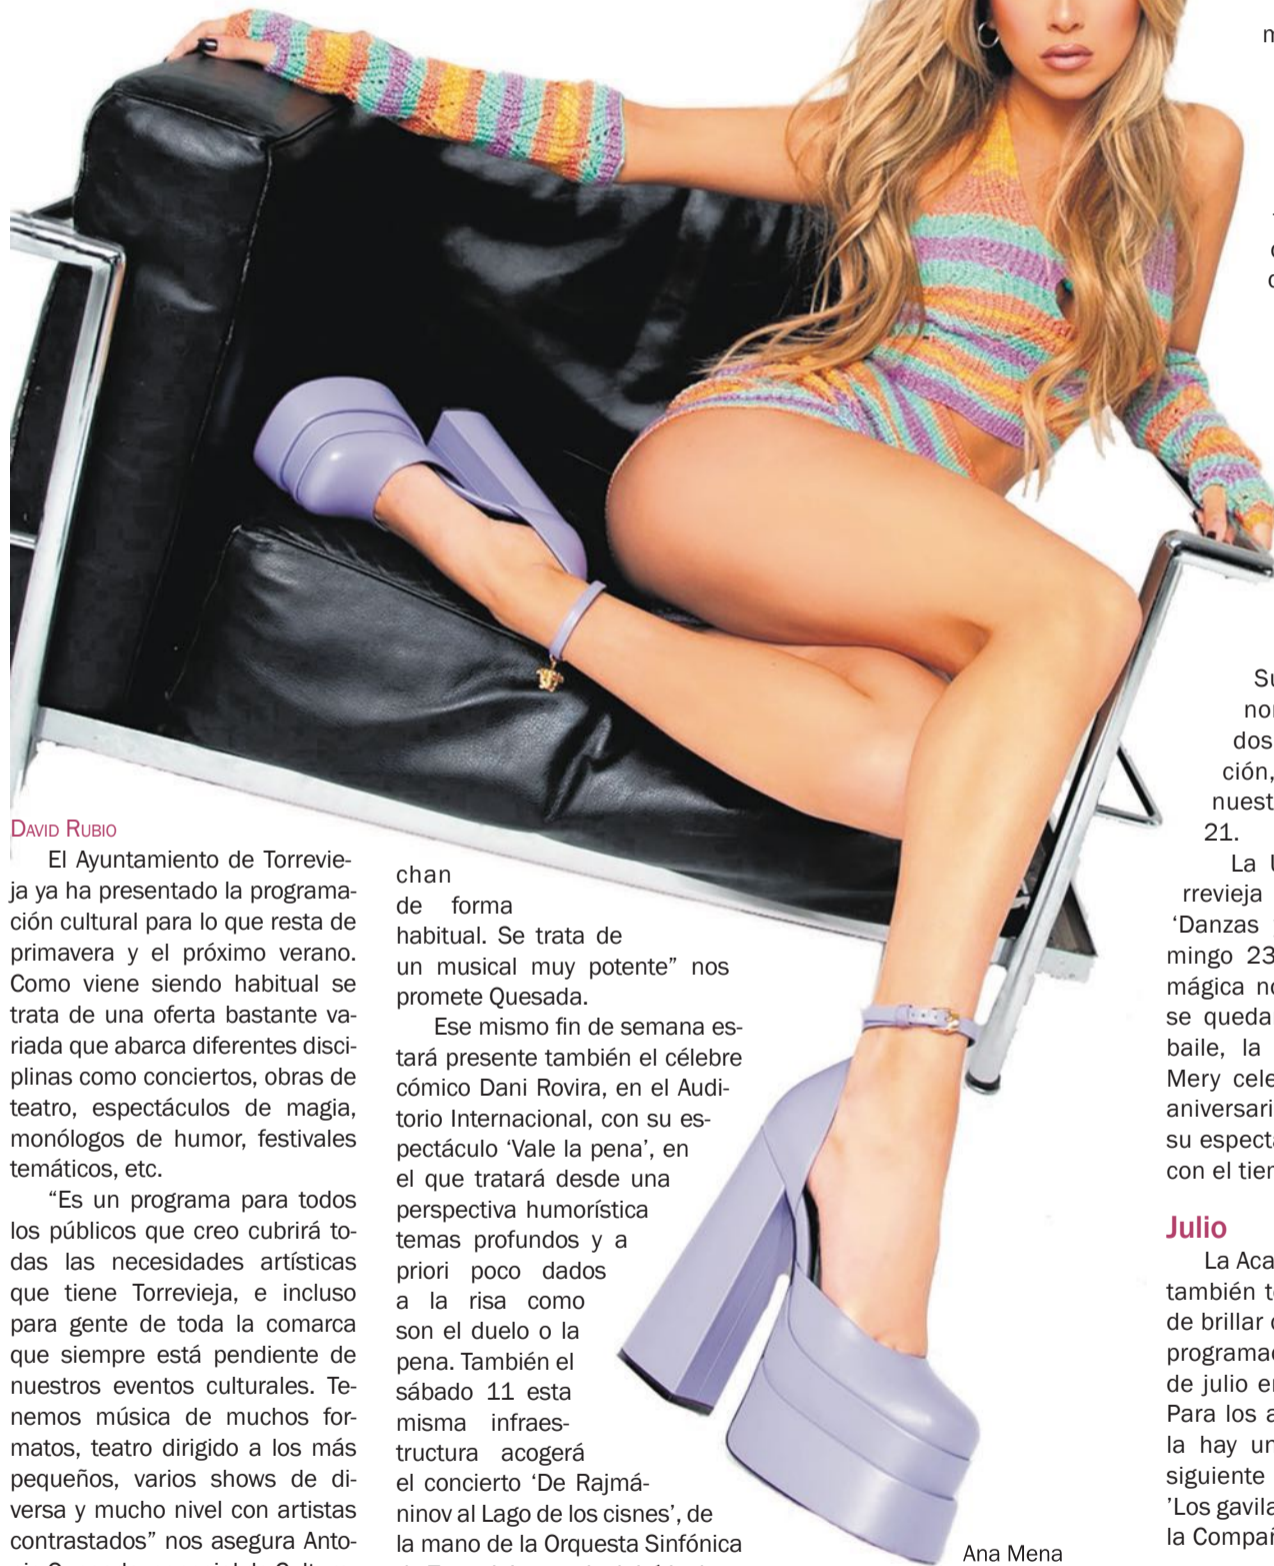 DAVID RUBIO
El Ayuntamiento de Torrevie-
ja ya ha presentado la programa-
ción cultural para lo que resta de
primavera y el próximo verano.
Como viene siendo habitual se
trata de una oferta bastante va-
riada que abarca diferentes disci-
plinas como conciertos, obras de
teatro, espectáculos de magia,
monólogos de humor, festivales
temáticos, etc.
“Es un programa para todos
los públicos que creo cubrirá to-
das las necesidades artísticas
que tiene Torrevieja, e incluso
para gente de toda la comarca
que siempre está pendiente de
nuestros eventos culturales. Te-
nemos música de muchos for-
matos, teatro dirigido a los más
pequeños, varios shows de di-
versa y mucho nivel con artistas
contrastados” nos asegura Anto-
chan
de forma
habitual. Se trata de
un musical muy potente” nos
promete Quesada.
Ese mismo fin de semana es-
tará presente también el célebre
cómico Dani Rovira, en el Audi-
torio Internacional, con su es-
pectáculo ‘Vale la pena’, en
el que tratará desde una
perspectiva humorística
temas profundos y a
priori poco dados
a la risa como
son el duelo o la
pena. También el
sábado 11 esta
misma infraes-
tructura acogerá
el concierto ‘De Rajmá-
ninov al Lago de los cisnes’, de
la mano de la Orquesta Sinfónica
Ana Mena
m
Su
nor
dos
ción,
nuest
21.
La U
rrevieja
‘Danzas
mingo 23
mágica no
se queda
baile, la
Mery cele
aniversari
su espect
con el tien
Julio
La Aca
también t
de brillar
programa
de julio e
Para los a
la hay un
siguiente
’Los gavila
la Compañ